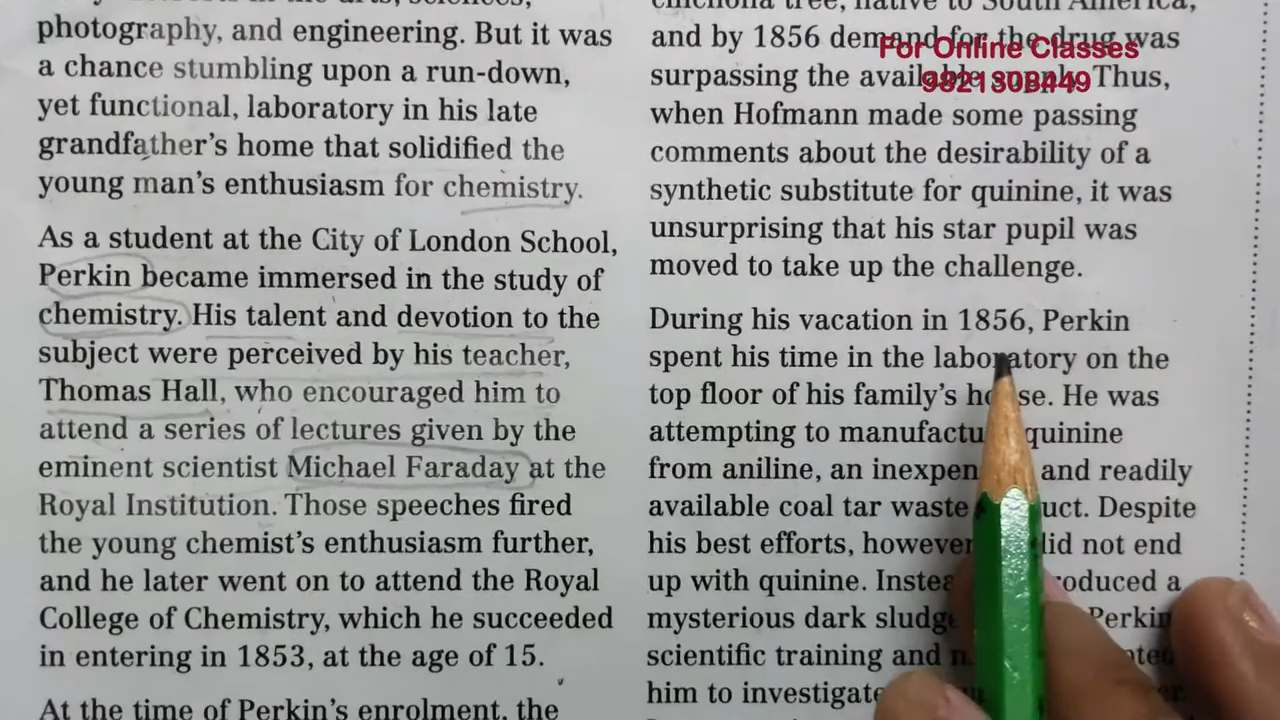 photography, and engineering. But it was
a chance stumbling upon a run-down,
yet functional, laboratory in his late
grandfather's home that solidified the
young man's enthusiasm for chemistry.
As a student at the City of London School,
Perkin became immersed in the study of
chemistry. His talent and devotion to the
subject were perceived by his teacher,
Thomas Hall, who encouraged him to
attend a series of lectures given by the
eminent scientist Michael Faraday at the
Royal Institution. Those speeches fired
the young chemist's enthusiasm further,
and he later went on to attend the Royal
College of Chemistry, which he succeeded
in entering in 1853, at the age of 15.
At the time of Perkin's enrolment, the
cinchona tree, native to South America,
and by 1856 demand for the drug was
surpassing the available supply. Thus,
when Hofmann made some passing
comments about the desirability of a
synthetic substitute for quinine, it was
unsurprising that his star pupil was
moved to take up the challenge.
During his vacation in 1856, Perkin
spent his time in the laboratory on the
top floor of his family's house. He was
attempting to quinine
from aniline, an and readily
available coal tar waste Despite
his best efforts, however did not end
up with quinine. a
mysterious dark Perkin
scientific training and
him to investigate
For Online Classes
9821308449